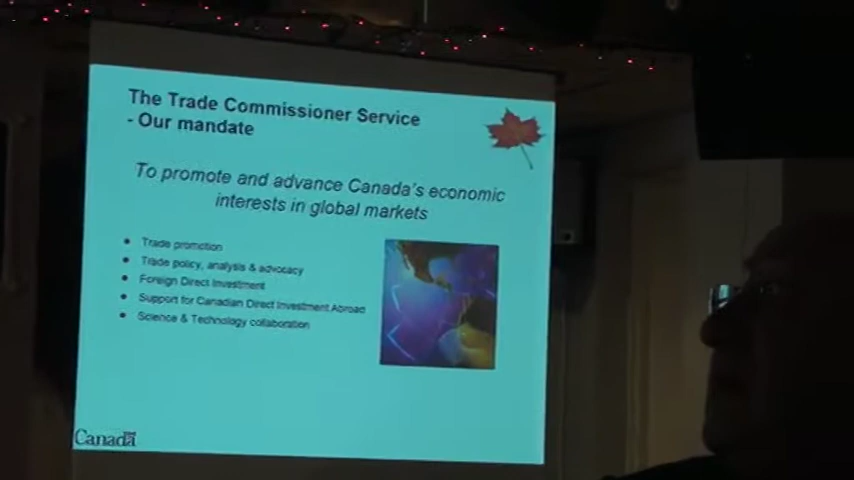 The Trade Commissioner Service
- Our mandate
To promote and advance Canada's economic
interests in global markets
• Trade promotion
• Trade policy, analysis & advocacy
• Foreign Direct Investment
• Support for Canadian Direct Investment Abroad
• Science & Technology collaboration
Canada